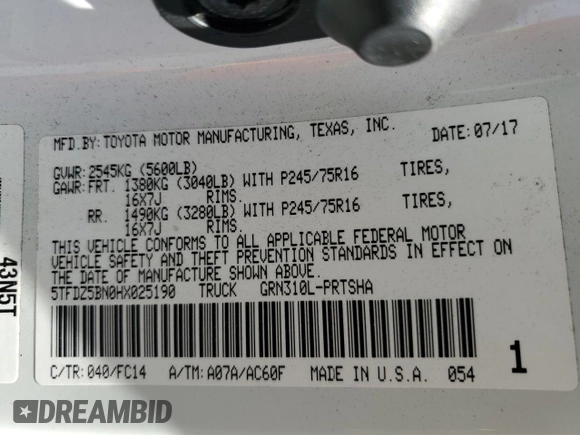 MFD.BY: TOYOTA MOTOR MANUFACTURING, TEXAS, INC. DATE: 07/17
GVWR: 2545KG (5600LB)
GAWR: FRT. 1380KG (3040LB) WITH P245/75R16 TIRES,
16X7J RIMS.
RR. 1490KG (3280LB) WITH P245/75R16 TIRES,
16X7J RIMS.
THIS VEHICLE CONFORMS TO ALL APPLICABLE FEDERAL MOTOR
VEHICLE SAFETY AND THEFT PREVENTION STANDARDS IN EFFECT ON
THE DATE OF MANUFACTURE SHOWN ABOVE.
5TFDZ5BN0HX025190 TRUCK GRN310L-PRTSHA
C/TR: 040/FC14 A/TM: A07A/AC60F MADE IN U.S.A. 054 1
43N5T
DREAMBID